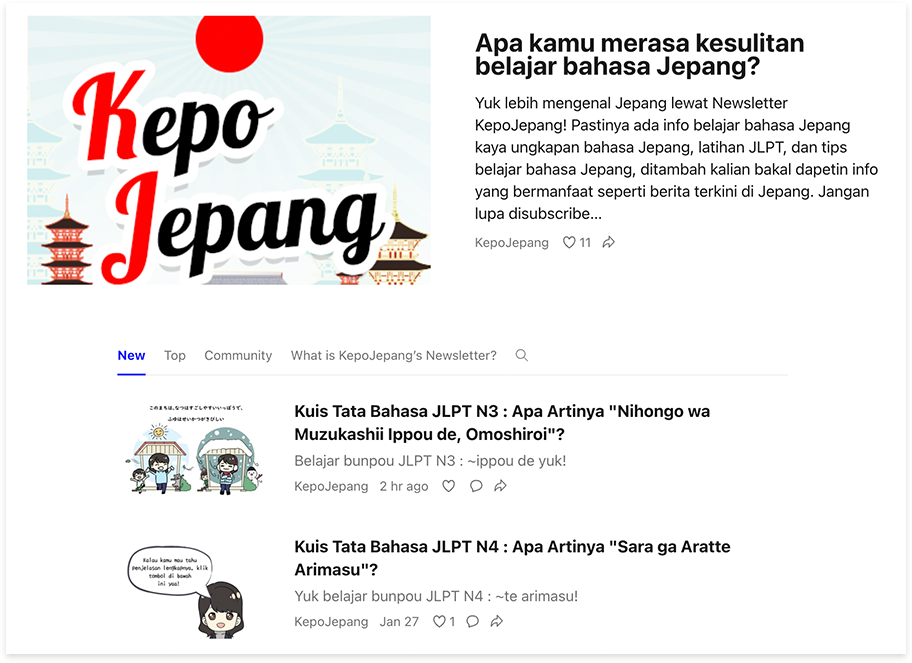 Kepo
Jepang
Apa kamu merasa kesulitan
belajar bahasa Jepang?
Yuk lebih mengenal Jepang lewat Newsletter
KepoJepang! Pastinya ada info belajar bahasa Jepang
kaya ungkapan bahasa Jepang, latihan JLPT, dan tips
belajar bahasa Jepang, ditambah kalian bakal dapetin info
yang bermanfaat seperti berita terkini di Jepang. Jangan
lupa disubscribe...
KepoJepang 11
New Top Community What is KepoJepang's Newsletter?
このまちは、なつはすごしやすいいっぽうで、
ふゆはせいかつがきびしい
Kuis Tata Bahasa JLPT N3 : Apa Artinya "Nihongo wa
Muzukashii Ippou de, Omoshiroi"?
Belajar bunpou JLPT N3 : ~ippou de yuk!
KepoJepang 2 hr ago
Kalau kamu mau tahu
penjelasan lengkapnya, klik
tombol di bawah
ini yaa!
Kuis Tata Bahasa JLPT N4 : Apa Artinya "Sara ga Aratte
Arimasu"?
Yuk belajar bunpou JLPT N4 : ~te arimasu!
KepoJepang Jan 27 1